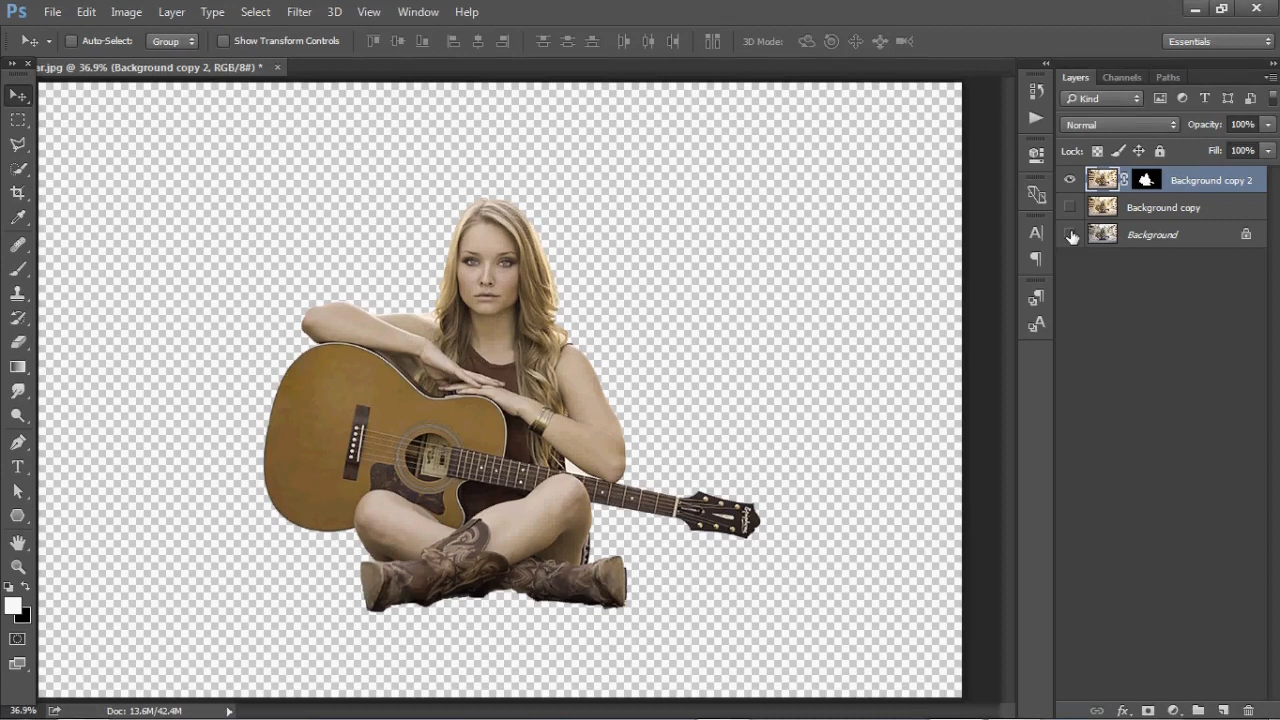 Ps File Edit Image Layer Type Select Filter 3D View Window Help
Auto-Select: Group Show Transform Controls 3D Mode: Essentials
ar.jpg @ 36.9% (Background copy 2, RGB/8#) * ×
Layers Channels Paths
Kind
Normal Opacity: 100%
Lock: Fill: 100%
Background copy 2
Background copy
Background
36.9% Doc: 13.6M/42.4M